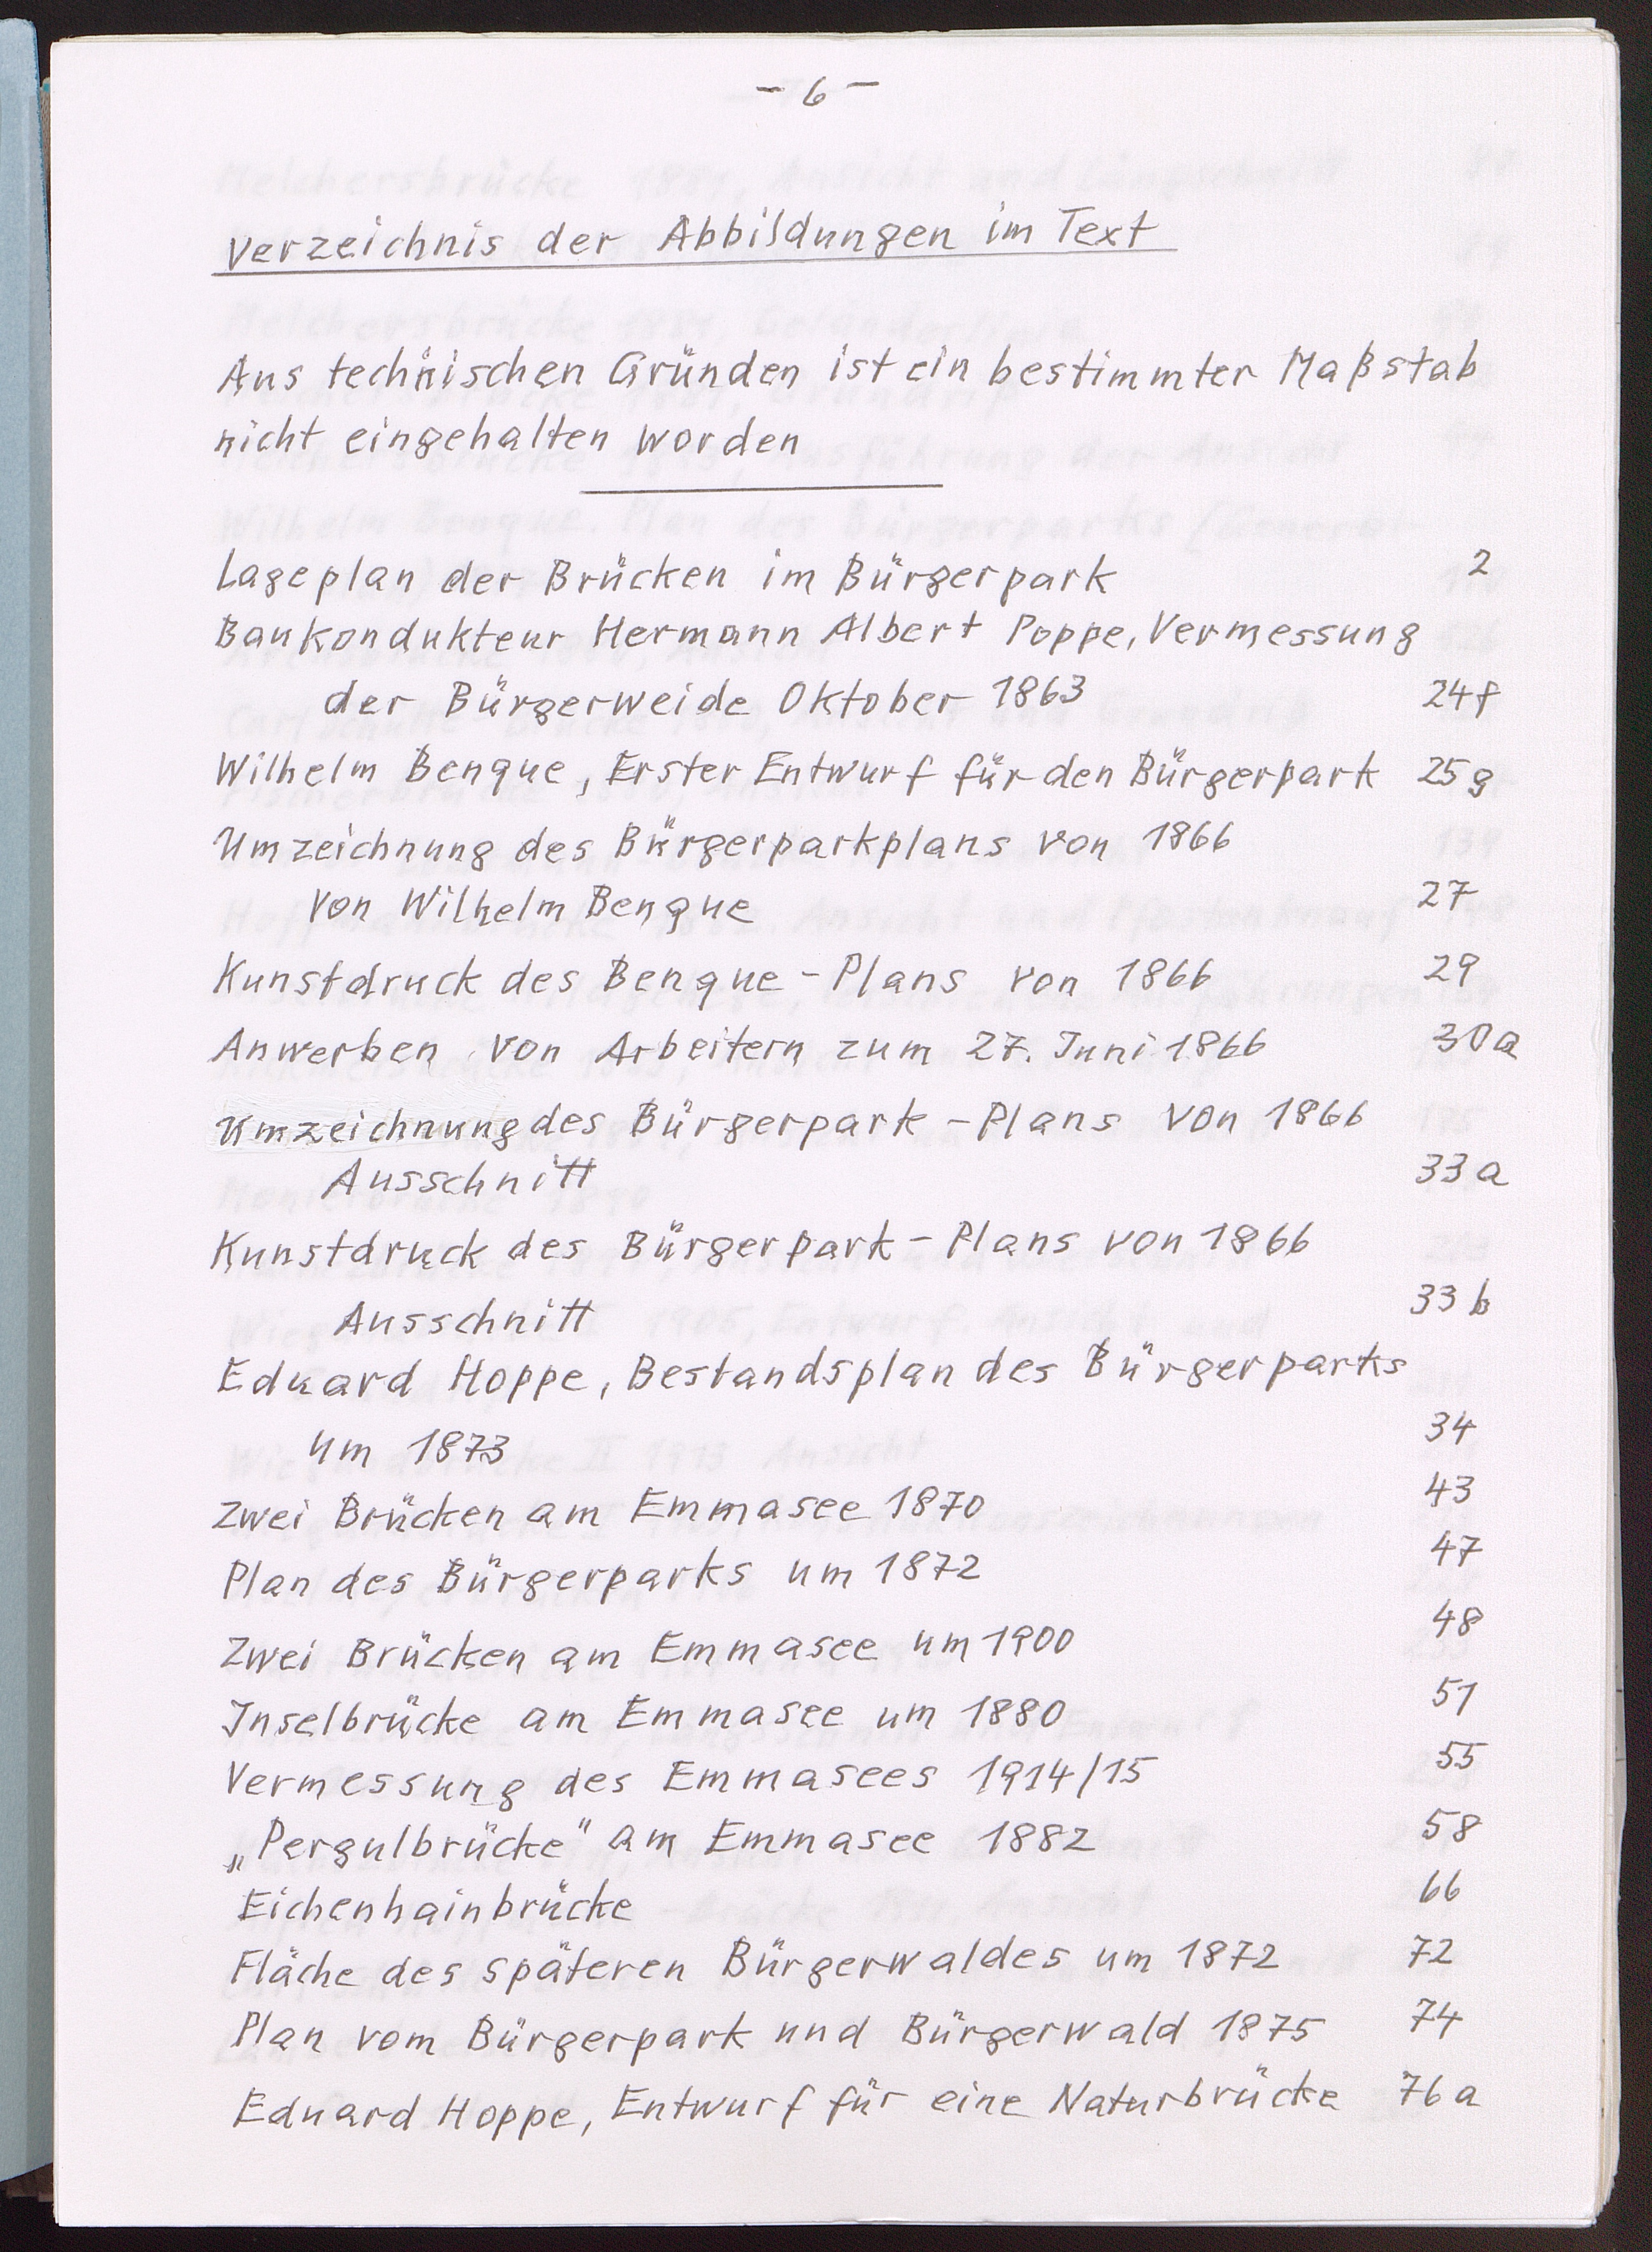 - 6 -
Verzeichnis der Abbildungen im Text
Aus technischen Gründen ist ein bestimmter Maßstab
nicht eingehalten worden
Lageplan der Brücken im Bürgerpark 2
Baukondukteur Hermann Albert Poppe, Vermessung
der Bürgerweide Oktober 1863 24f
Wilhelm Benque, Erster Entwurf für den Bürgerpark 25g
Umzeichnung des Bürgerparkplans von 1866
von Wilhelm Benque 27
Kunstdruck des Benque-Plans von 1866 29
Anwerben von Arbeitern zum 27. Juni 1866 30a
Umzeichnung des Bürgerpark-Plans von 1866
Ausschnitt 33a
Kunstdruck des Bürgerpark-Plans von 1866
Ausschnitt 33b
Eduard Hoppe, Bestandsplan des Bürgerparks
um 1873 34
Zwei Brücken am Emmasee 1870 43
Plan des Bürgerparks um 1872 47
Zwei Brücken am Emmasee um 1900 48
Inselbrücke am Emmasee um 1880 51
Vermessung des Emmasees 1914/15 55
„Pergulbrücke" am Emmasee 1882 58
Eichenhainbrücke 66
Fläche des späteren Bürgerwaldes um 1872 72
Plan vom Bürgerpark und Bürgerwald 1875 74
Eduard Hoppe, Entwurf für eine Naturbrücke 76a